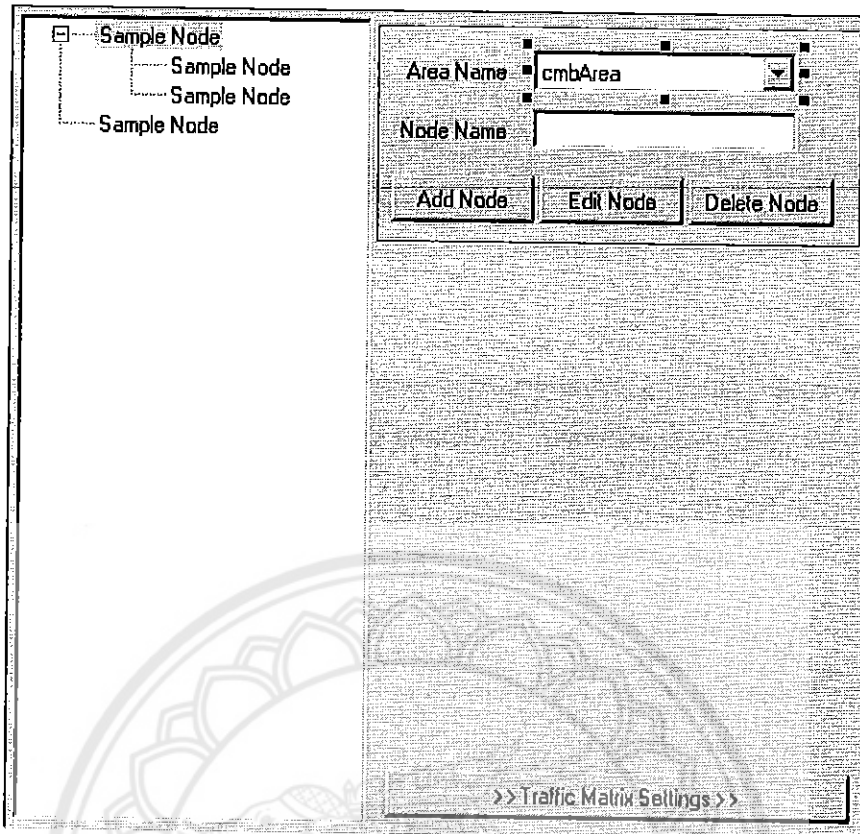 Sample Node
Sample Node
Sample Node
Sample Node
Area Name cmbArea
Node Name
Add Node Edit Node Delete Node
>>Traffic Matrix Settings>>